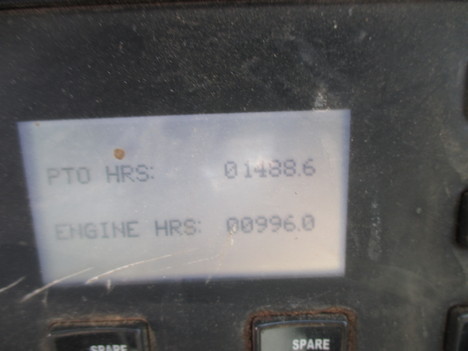 PTO HRS: 01488.6
ENGINE HRS: 00996.0
SPARE SPARE